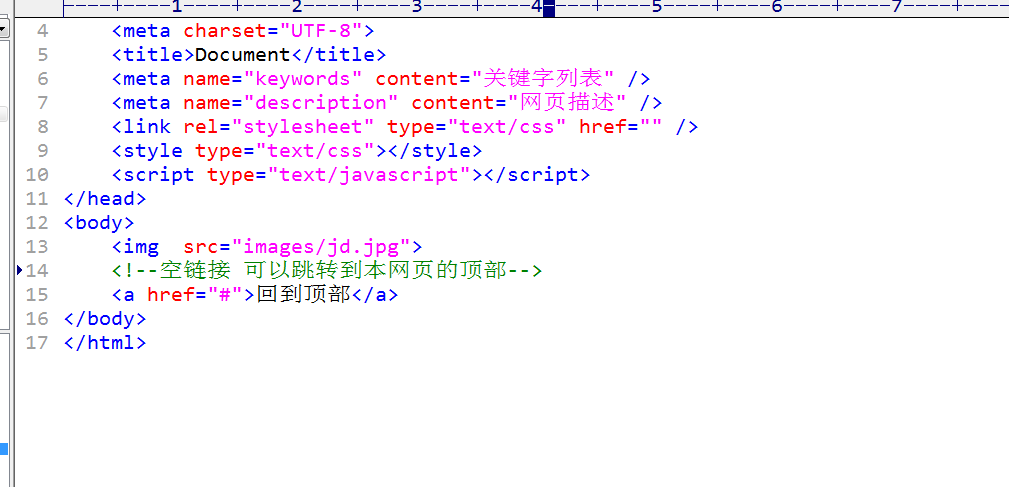 ----+----1----+----2----+----3----+----4----+----5----+----6----+----7----+--
4 <meta charset="UTF-8">
5 <title>Document</title>
6 <meta name="keywords" content="关键字列表" />
7 <meta name="description" content="网页描述" />
8 <link rel="stylesheet" type="text/css" href="" />
9 <style type="text/css"></style>
10 <script type="text/javascript"></script>
11 </head>
12 <body>
13 <img  src="images/jd.jpg">
14 <!--空链接 可以跳转到本网页的顶部-->
15 <a href="#">回到顶部</a>
16 </body>
17 </html>